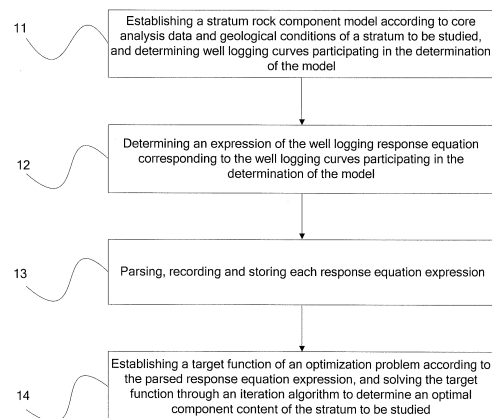 11
Establishing a stratum rock component model according to core
analysis data and geological conditions of a stratum to be studied,
and determining well logging curves participating in the determination
of the model
12
Determining an expression of the well logging response equation
corresponding to the well logging curves participating in the
determination of the model
13
Parsing, recording and storing each response equation expression
14
Establishing a target function of an optimization problem according to
the parsed response equation expression, and solving the target
function through an iteration algorithm to determine an optimal
component content of the stratum to be studied